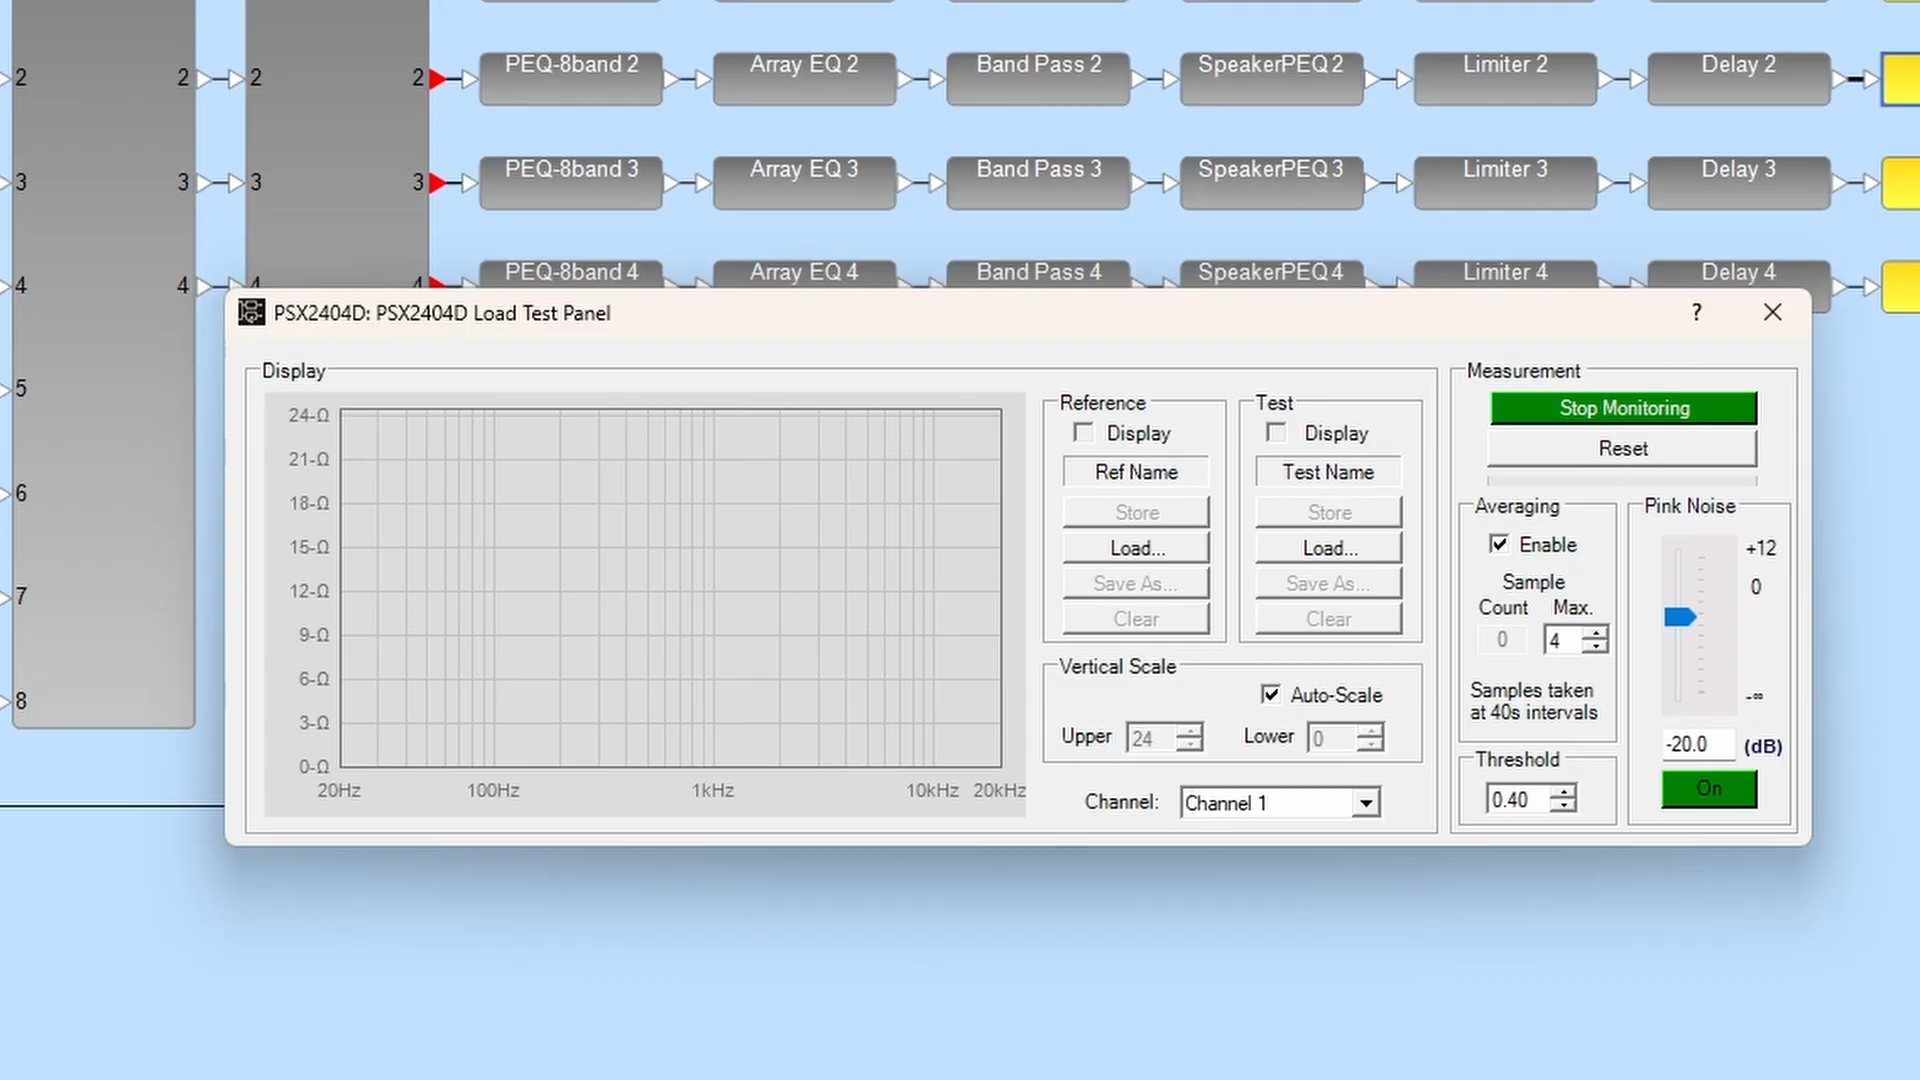 2 2 2 2 PEQ-8band 2 Array EQ 2 Band Pass 2 SpeakerPEQ 2 Limiter 2 Delay 2
3 3 3 3 PEQ-8band 3 Array EQ 3 Band Pass 3 SpeakerPEQ 3 Limiter 3 Delay 3
4 4 4 4 PEQ-8band 4 Array EQ 4 Band Pass 4 SpeakerPEQ 4 Limiter 4 Delay 4
5
6
7
8
PSX2404D: PSX2404D Load Test Panel ?
Display
24-Ω
21-Ω
18-Ω
15-Ω
12-Ω
9-Ω
6-Ω
3-Ω
0-Ω
20Hz 100Hz 1kHz 10kHz 20kHz
Reference
Display
Ref Name
Store
Load...
Save As...
Clear
Test
Display
Test Name
Store
Load...
Save As...
Clear
Vertical Scale
Auto-Scale
Upper 24 Lower 0
Channel: Channel 1
Measurement
Stop Monitoring
Reset
Averaging
Enable
Sample
Count Max.
0 4
Samples taken
at 40s intervals
Threshold
0.40
Pink Noise
+12
0
-∞
-20.0 (dB)
On